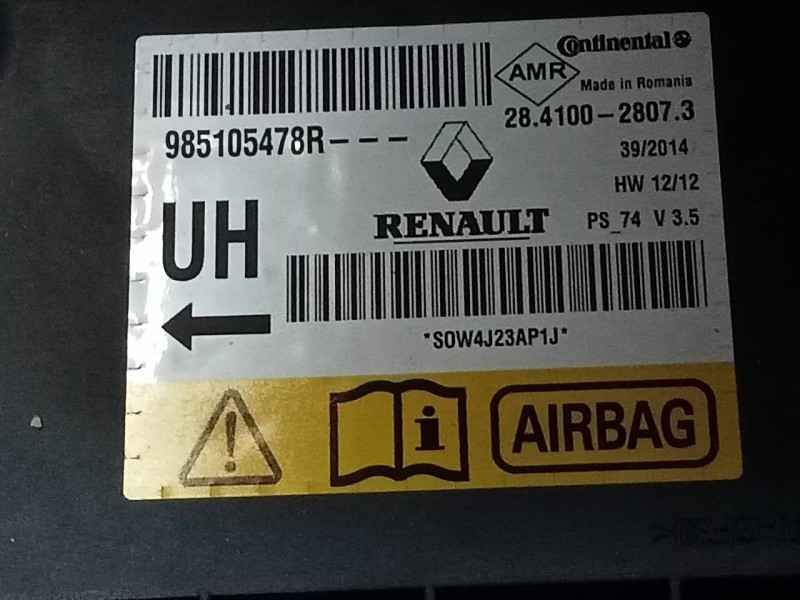 Continental
AMR
Made in Romania
28.4100-2807.3
985105478R---
39/2014
HW 12/12
RENAULT
PS_74 V 3.5
UH
*S0W4J23AP1J*
i
AIRBAG